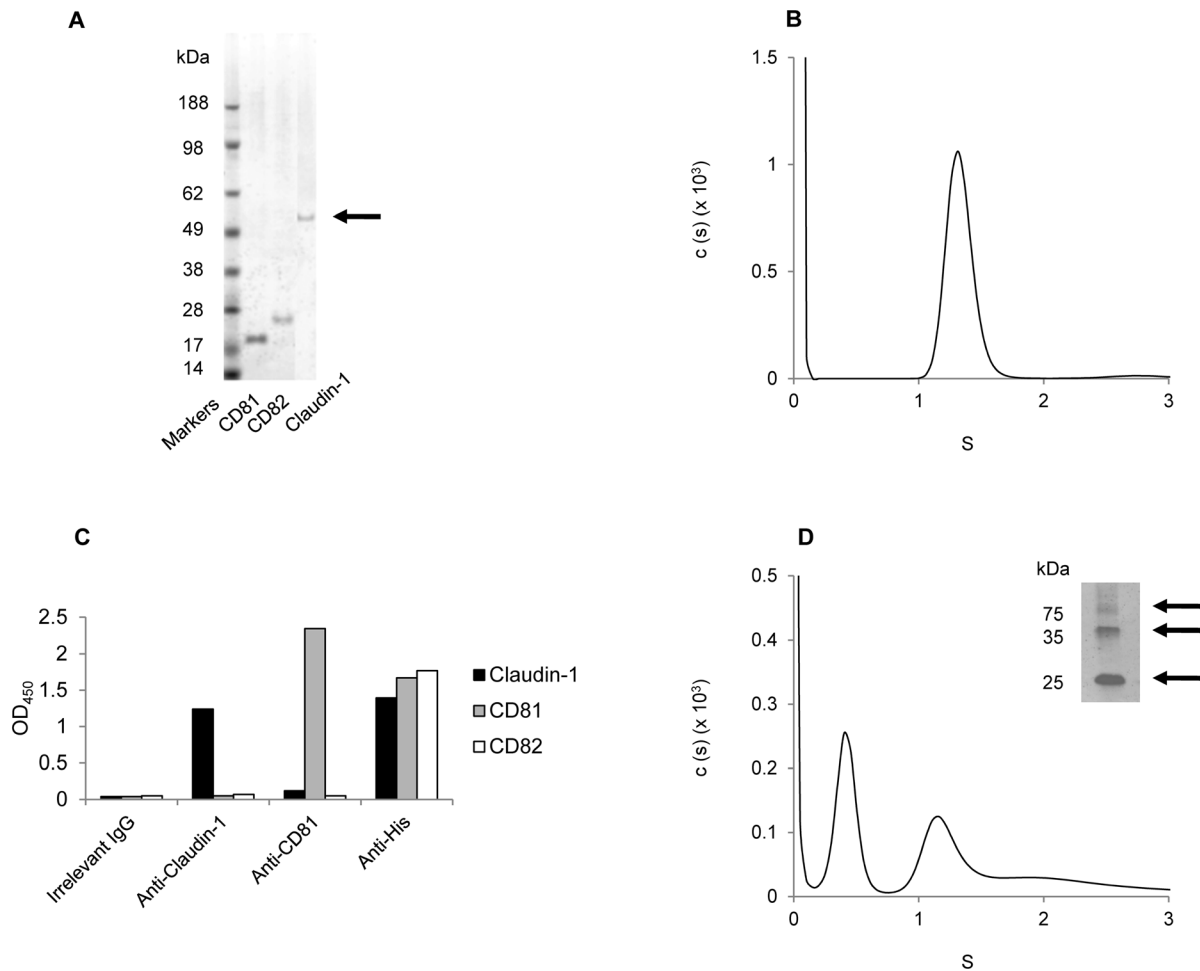 A
kDa
188
98
62
49
38
28
17
14
Markers
CD81
CD82
Claudin-1
B
c (s) (x 10³)
1.5
1
0.5
0
0 1 2 3
S
C
OD₄₅₀
2.5
2
1.5
1
0.5
0
Irrelevant IgG
Anti-Claudin-1
Anti-CD81
Anti-His
Claudin-1
CD81
CD82
D
c (s) (x 10³)
0.5
0.4
0.3
0.2
0.1
0
0 1 2 3
S
kDa
75
35
25